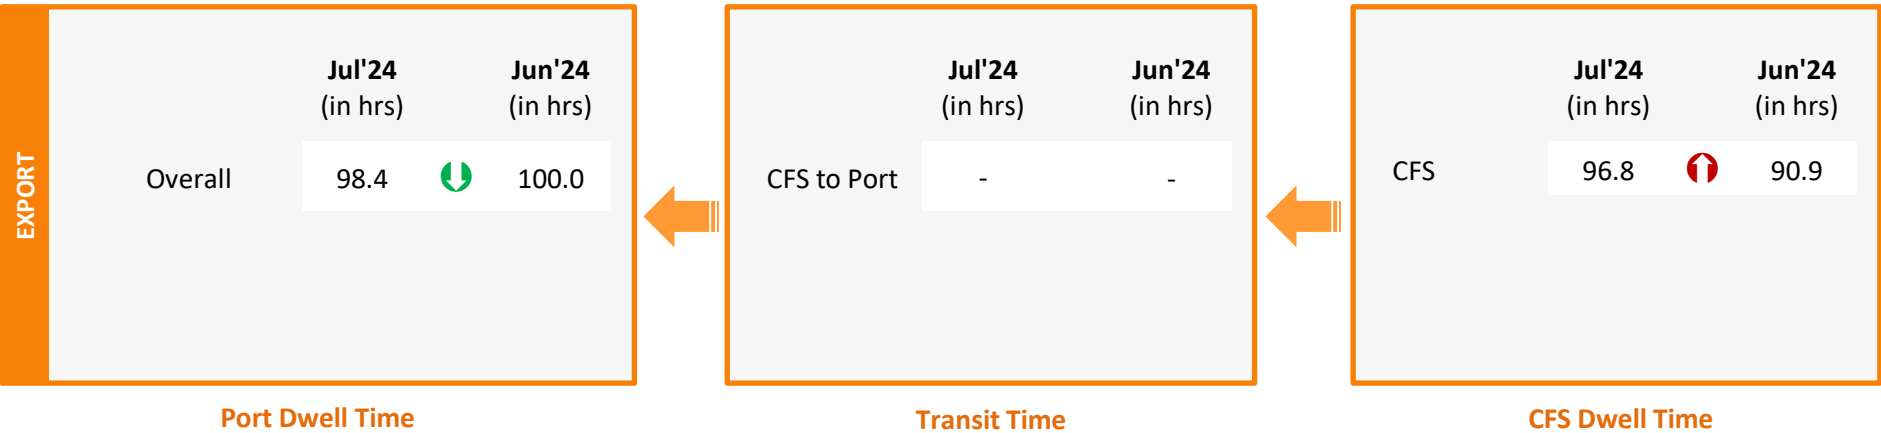 EXPORT
Jul'24 Jun'24
(in hrs) (in hrs)
Overall 98.4 100.0
Port Dwell Time
Jul'24 Jun'24
(in hrs) (in hrs)
CFS to Port - -
Transit Time
Jul'24 Jun'24
(in hrs) (in hrs)
CFS 96.8 90.9
CFS Dwell Time